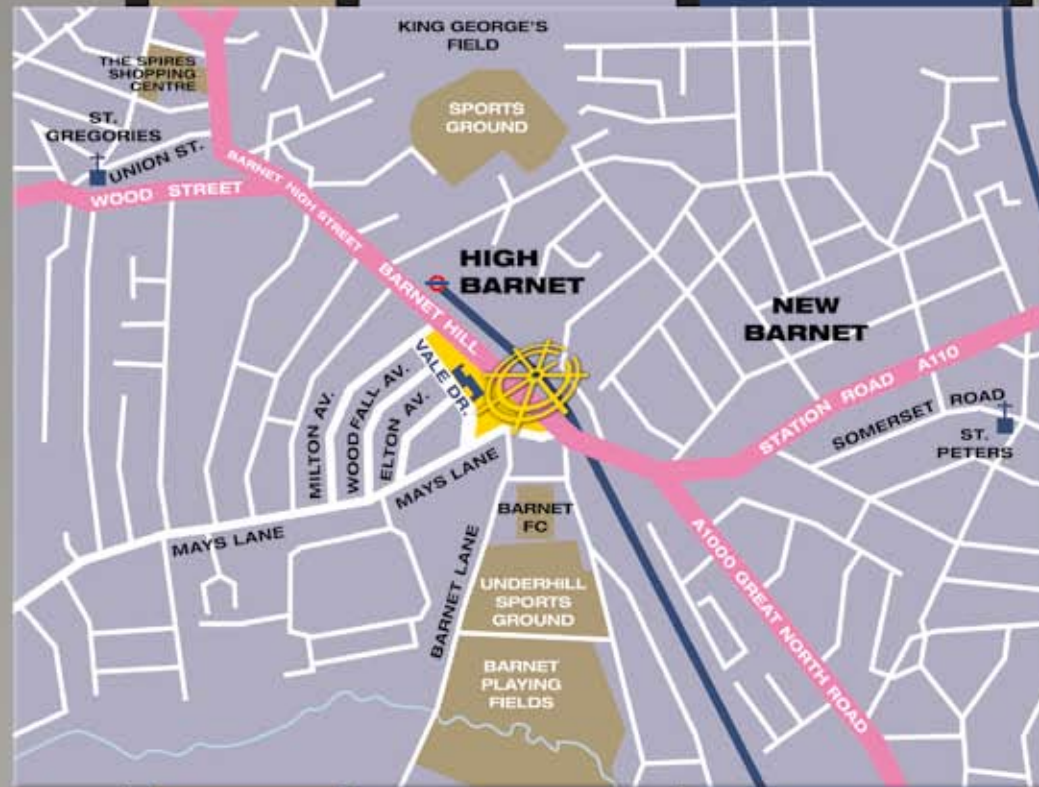 KING GEORGE'S
FIELD
THE SPIRES
SHOPPING
CENTRE
SPORTS
GROUND
ST.
GREGORIES
UNION ST.
WOOD STREET
BARNET HIGH STREET
BARNET HILL
HIGH
BARNET
NEW
BARNET
VALE DR.
STATION ROAD A110
SOMERSET ROAD
ST.
PETERS
MILTON AV.
WOODFALL AV.
ELTON AV.
MAYS LANE
MAYS LANE
BARNET LANE
BARNET
FC
UNDERHILL
SPORTS
GROUND
BARNET
PLAYING
FIELDS
A1000 GREAT NORTH ROAD